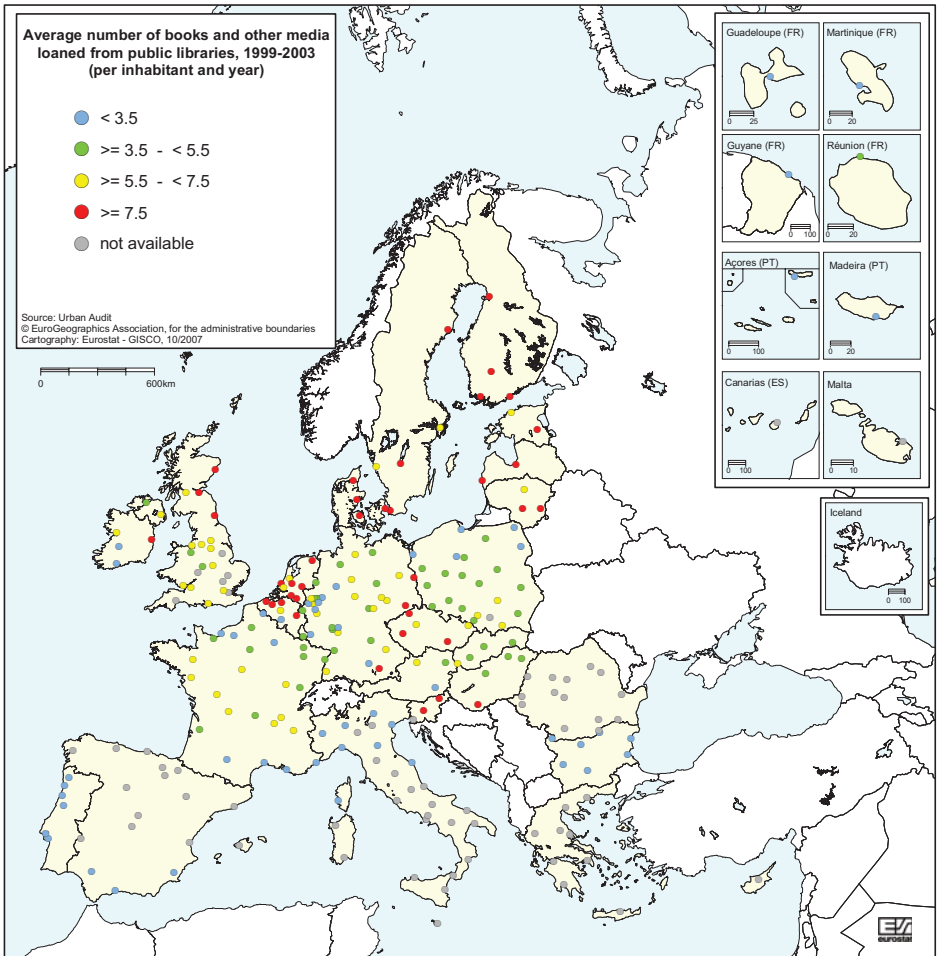 Average number of books and other media
loaned from public libraries, 1999-2003
(per inhabitant and year)
< 3.5
>= 3.5 - < 5.5
>= 5.5 - < 7.5
>= 7.5
not available
Source: Urban Audit
© EuroGeographics Association, for the administrative boundaries
Cartography: Eurostat - GISCO, 10/2007
0 600km
Guadeloupe (FR)
0 25
Martinique (FR)
0 20
Guyane (FR)
0 100
Réunion (FR)
0 20
Açores (PT)
0 100
Madeira (PT)
0 20
Canarias (ES)
0 100
Malta
0 10
Iceland
0 100
eurostat